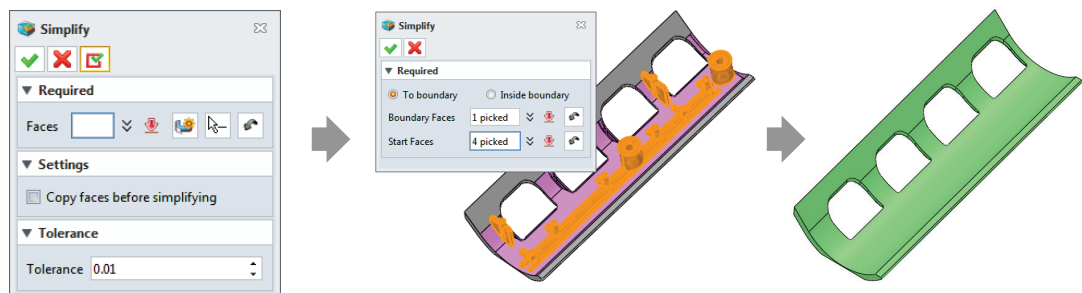 Simplify
Required
Faces
Settings
Copy faces before simplifying
Tolerance
Tolerance 0.01
Simplify
Required
To boundary Inside boundary
Boundary Faces 1 picked
Start Faces 4 picked